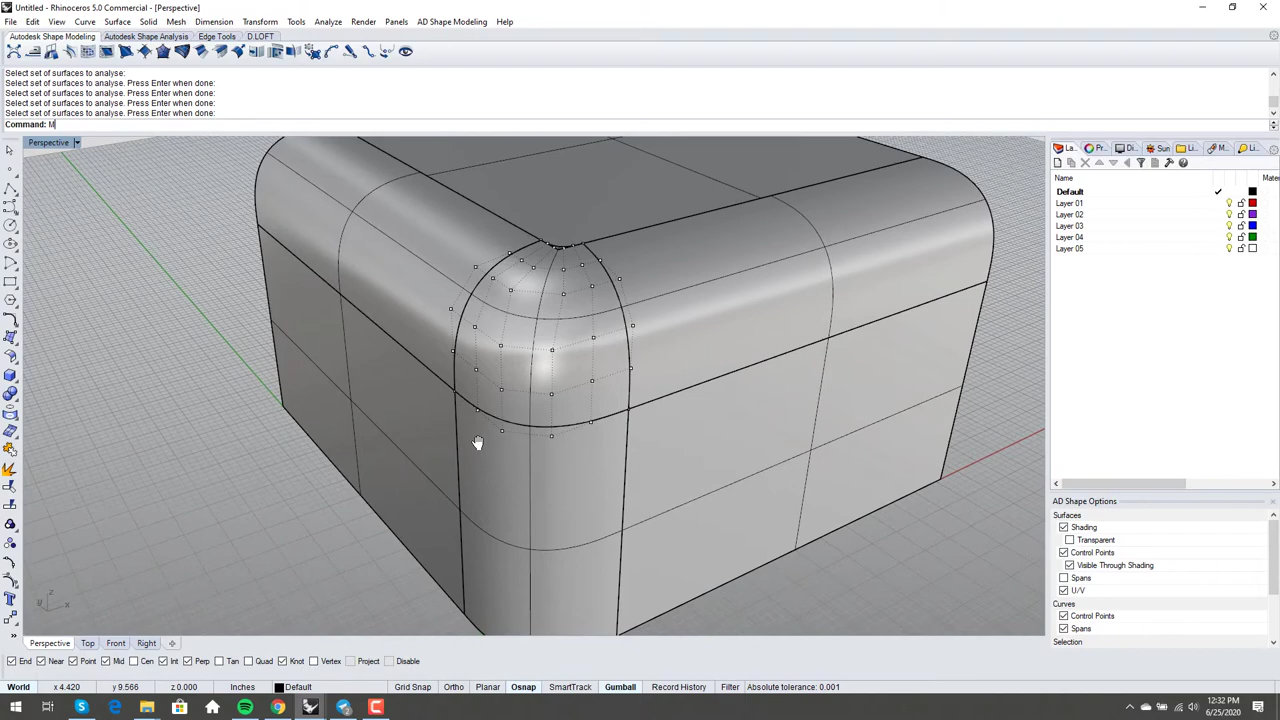 Untitled - Rhinoceros 5.0 Commercial - [Perspective]
File Edit View Curve Surface Solid Mesh Dimension Transform Tools Analyze Render Panels AD Shape Modeling Help
Autodesk Shape Modeling Autodesk Shape Analysis Edge Tools D.LOFT
Select set of surfaces to analyse:
Select set of surfaces to analyse. Press Enter when done:
Select set of surfaces to analyse. Press Enter when done:
Select set of surfaces to analyse. Press Enter when done:
Select set of surfaces to analyse. Press Enter when done:
Command: M
Perspective
La... Pr... Di... Sun Li... M... Li...
Name Mater
Default
Layer 01
Layer 02
Layer 03
Layer 04
Layer 05
AD Shape Options
Surfaces
Shading
Transparent
Control Points
Visible Through Shading
Spans
U/V
Curves
Control Points
Spans
Selection
z
x
x
Perspective Top Front Right
End Near Point Mid Cen Int Perp Tan Quad Knot Vertex Project Disable
World x 4.420 y 9.566 z 0.000 Inches Default Grid Snap Ortho Planar Osnap SmartTrack Gumball Record History Filter Absolute tolerance: 0.001
12:32 PM
6/25/2020